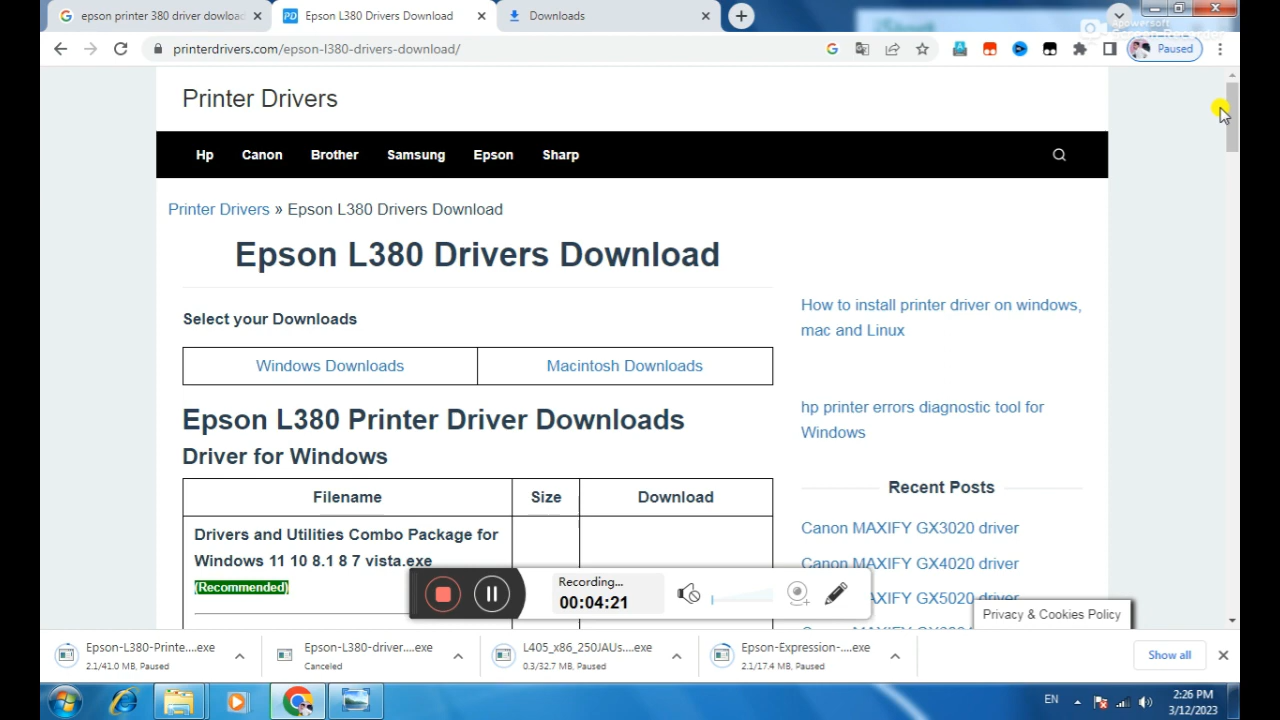 epson printer 380 driver dowload
Epson L380 Drivers Download
Downloads
printerdrivers.com/epson-l380-drivers-download/
Paused
Apowersoft
Screen Recorder
Printer Drivers
Hp Canon Brother Samsung Epson Sharp
Printer Drivers » Epson L380 Drivers Download
Epson L380 Drivers Download
Select your Downloads
Windows Downloads Macintosh Downloads
Epson L380 Printer Driver Downloads
Driver for Windows
Filename Size Download
Drivers and Utilities Combo Package for
Windows 11 10 8.1 8 7 vista.exe
(Recommended)
How to install printer driver on windows,
mac and Linux
hp printer errors diagnostic tool for
Windows
Recent Posts
Canon MAXIFY GX3020 driver
Canon MAXIFY GX4020 driver
AXIFY GX5020 driver
Recording...
00:04:21
Privacy & Cookies Policy
Epson-L380-Printe....exe
2.1/41.0 MB, Paused
Epson-L380-driver....exe
Canceled
L405_x86_250JAUs....exe
0.3/32.7 MB, Paused
Epson-Expression-....exe
2.1/17.4 MB, Paused
Show all
EN
2:26 PM
3/12/2023